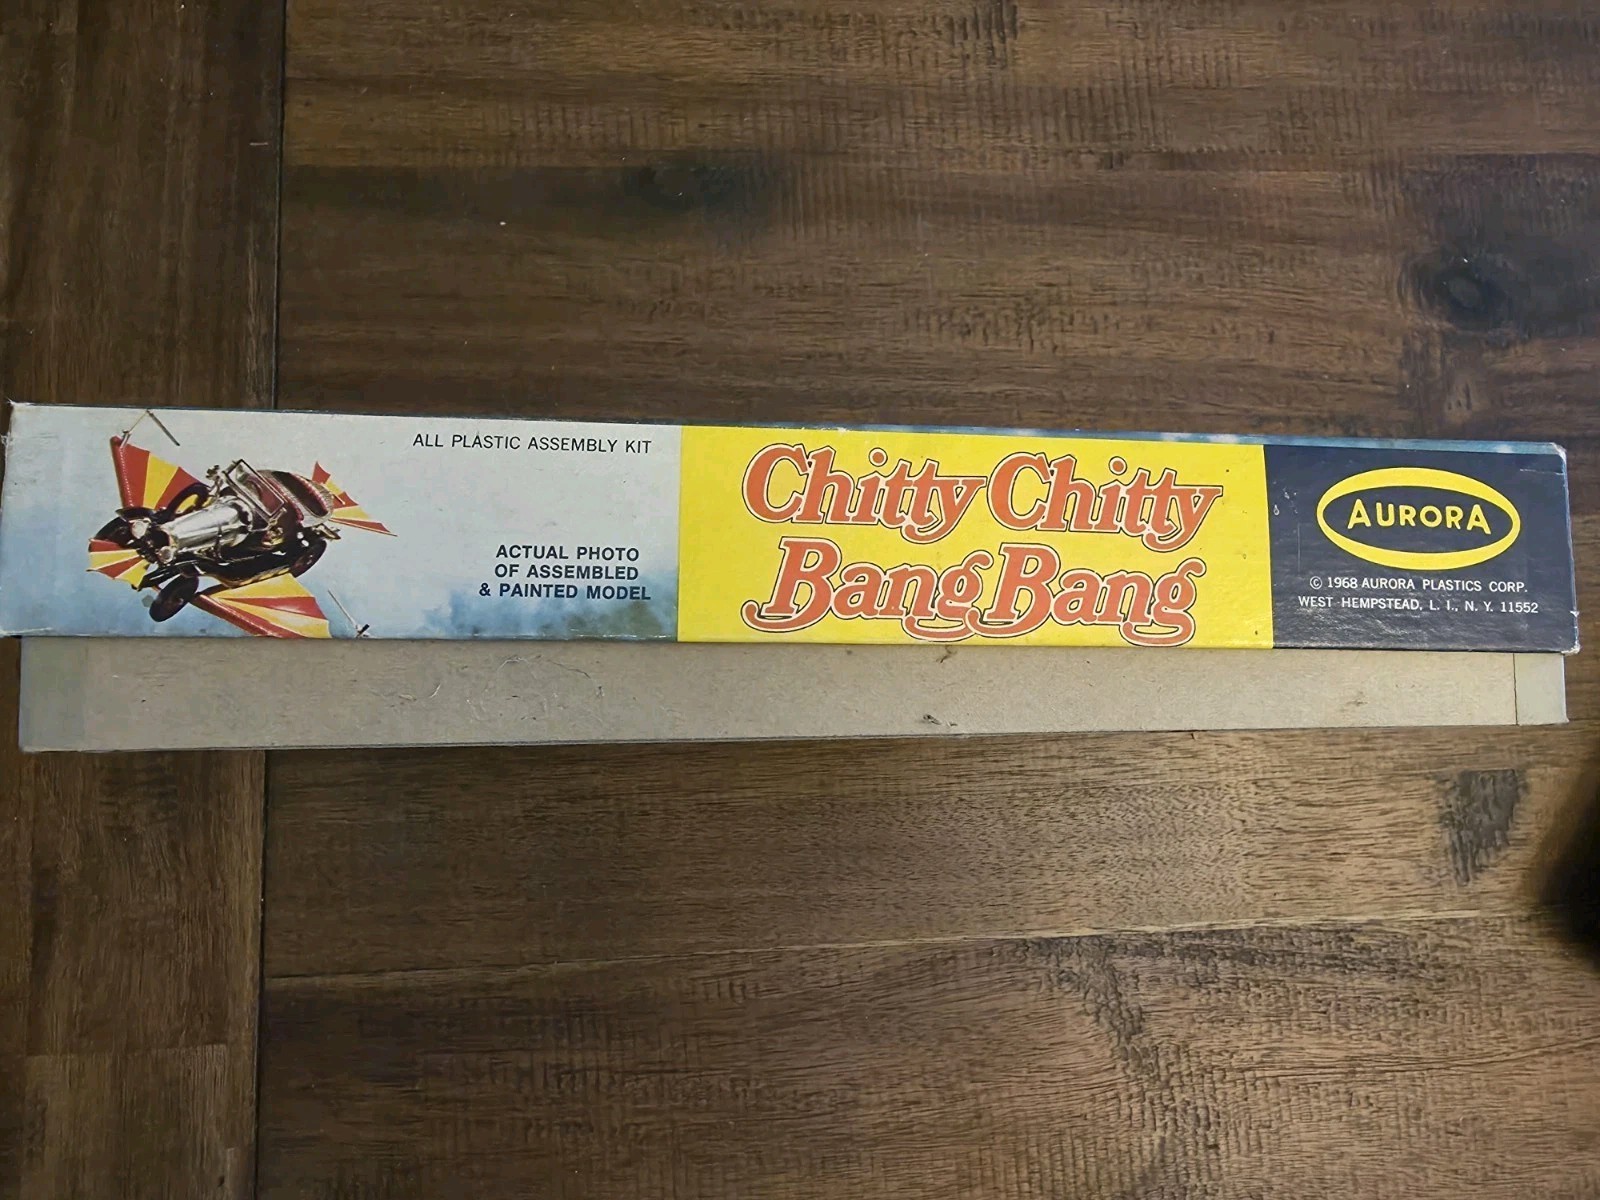 ALL PLASTIC ASSEMBLY KIT
ACTUAL PHOTO
OF ASSEMBLED
& PAINTED MODEL
Chitty Chitty
Bang Bang
AURORA
© 1968 AURORA PLASTICS CORP.
WEST HEMPSTEAD, L. I., N. Y. 11552